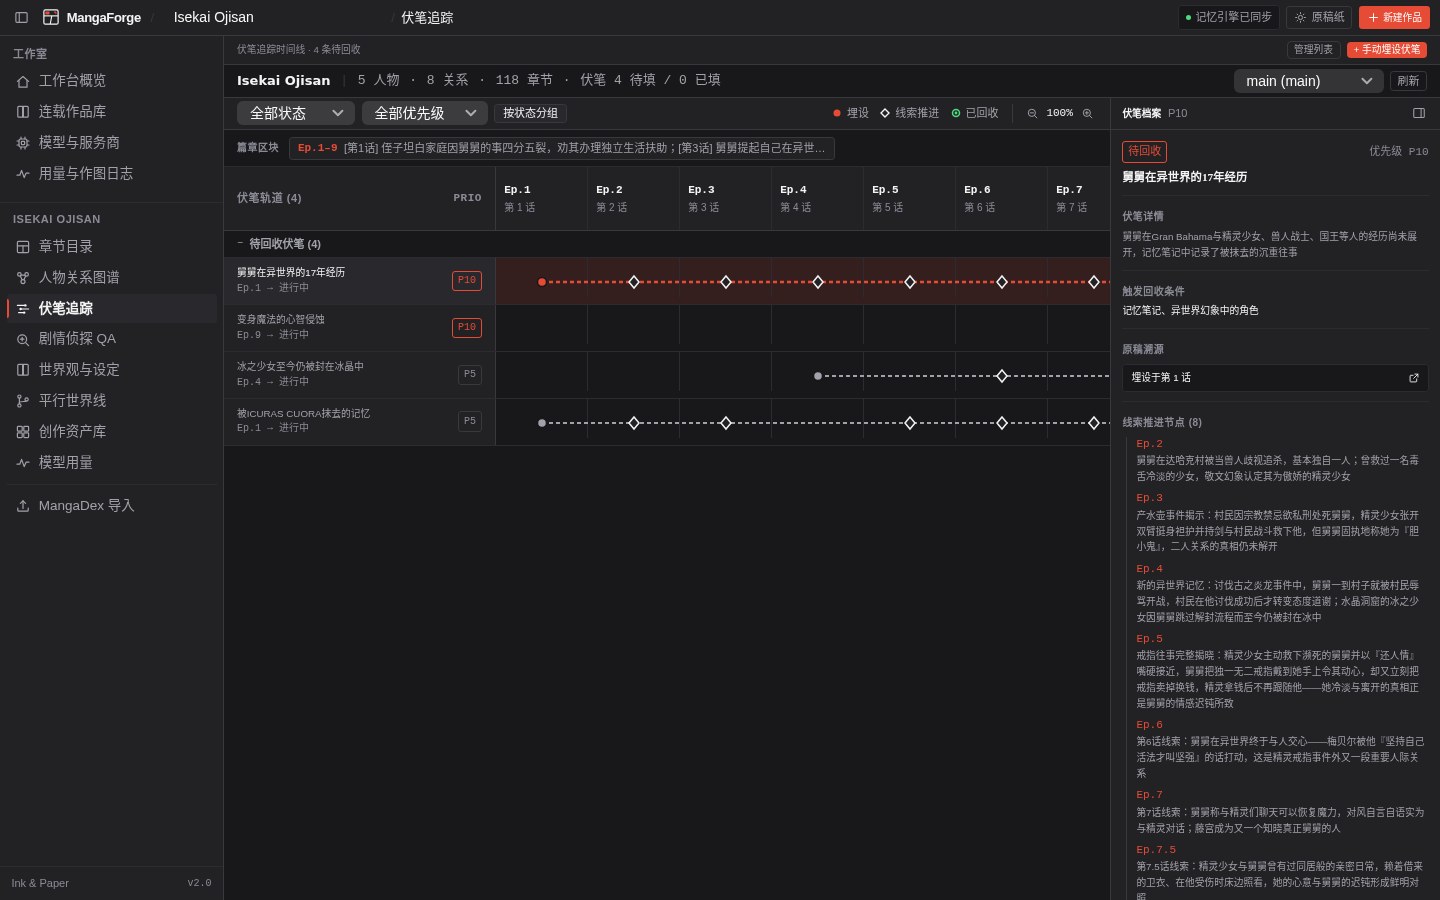 MangaForge / Isekai Ojisan / 伏笔追踪
记忆引擎已同步
原稿纸
新建作品
工作室
工作台概览
连载作品库
模型与服务商
用量与作图日志
ISEKAI OJISAN
章节目录
人物关系图谱
伏笔追踪
剧情侦探 QA
世界观与设定
平行世界线
创作资产库
模型用量
MangaDex 导入
Ink & Paper
v2.0
伏笔追踪时间线 · 4 条待回收
管理列表
+ 手动埋设伏笔
Isekai Ojisan | 5 人物 · 8 关系 · 118 章节 · 伏笔 4 待填 / 0 已填
main (main)
刷新
全部状态
全部优先级
按状态分组
埋设
线索推进
已回收
100%
篇章区块
Ep.1–9 [第1话] 侄子坦白家庭因舅舅的事四分五裂，劝其办理独立生活扶助；[第3话] 舅舅提起自己在异世…
伏笔轨道 (4)
PRIO
Ep.1
第 1 话
Ep.2
第 2 话
Ep.3
第 3 话
Ep.4
第 4 话
Ep.5
第 5 话
Ep.6
第 6 话
Ep.7
第 7 话
− 待回收伏笔 (4)
舅舅在异世界的17年经历
Ep.1 → 进行中
P10
变身魔法的心智侵蚀
Ep.9 → 进行中
P10
冰之少女至今仍被封在冰晶中
Ep.4 → 进行中
P5
被ICURAS CUORA抹去的记忆
Ep.1 → 进行中
P5
伏笔档案 P10
待回收
优先级 P10
舅舅在异世界的17年经历
伏笔详情
舅舅在Gran Bahama与精灵少女、兽人战士、国王等人的经历尚未展
开，记忆笔记中记录了被抹去的沉重往事
触发回收条件
记忆笔记、异世界幻象中的角色
原稿溯源
埋设于第 1 话
线索推进节点 (8)
Ep.2
舅舅在达哈克村被当兽人歧视追杀，基本独自一人；曾救过一名毒
舌冷淡的少女，敬文幻象认定其为傲娇的精灵少女
Ep.3
产水壶事件揭示：村民因宗教禁忌欲私刑处死舅舅，精灵少女张开
双臂挺身袒护并持剑与村民战斗救下他，但舅舅固执地称她为『胆
小鬼』，二人关系的真相仍未解开
Ep.4
新的异世界记忆：讨伐古之炎龙事件中，舅舅一到村子就被村民辱
骂开战，村民在他讨伐成功后才转变态度道谢；水晶洞窟的冰之少
女因舅舅跳过解封流程而至今仍被封在冰中
Ep.5
戒指往事完整揭晓：精灵少女主动救下濒死的舅舅并以『还人情』
嘴硬接近，舅舅把独一无二戒指戴到她手上令其动心，却又立刻把
戒指卖掉换钱，精灵拿钱后不再跟随他——她冷淡与离开的真相正
是舅舅的情感迟钝所致
Ep.6
第6话线索：舅舅在异世界终于与人交心——梅贝尔被他『坚持自己
活法才叫坚强』的话打动，这是精灵戒指事件外又一段重要人际关
系
Ep.7
第7话线索：舅舅称与精灵们聊天可以恢复魔力，对风自言自语实为
与精灵对话；藤宫成为又一个知晓真正舅舅的人
Ep.7.5
第7.5话线索：精灵少女与舅舅曾有过同居般的亲密日常，赖着借来
的卫衣、在他受伤时床边照看，她的心意与舅舅的迟钝形成鲜明对
照